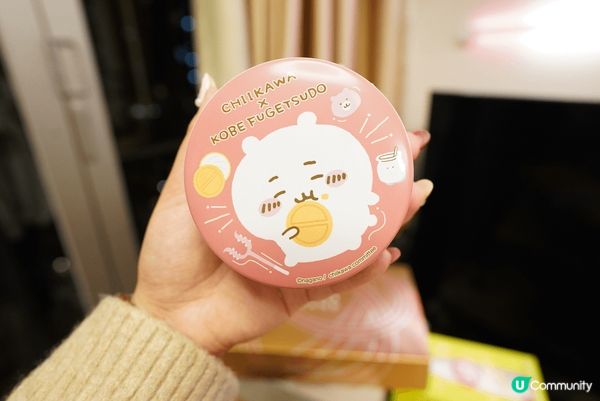 CHIIKAWA
×
KOBE FUGETSUDO
©nagano / chiikawa committee
U Community